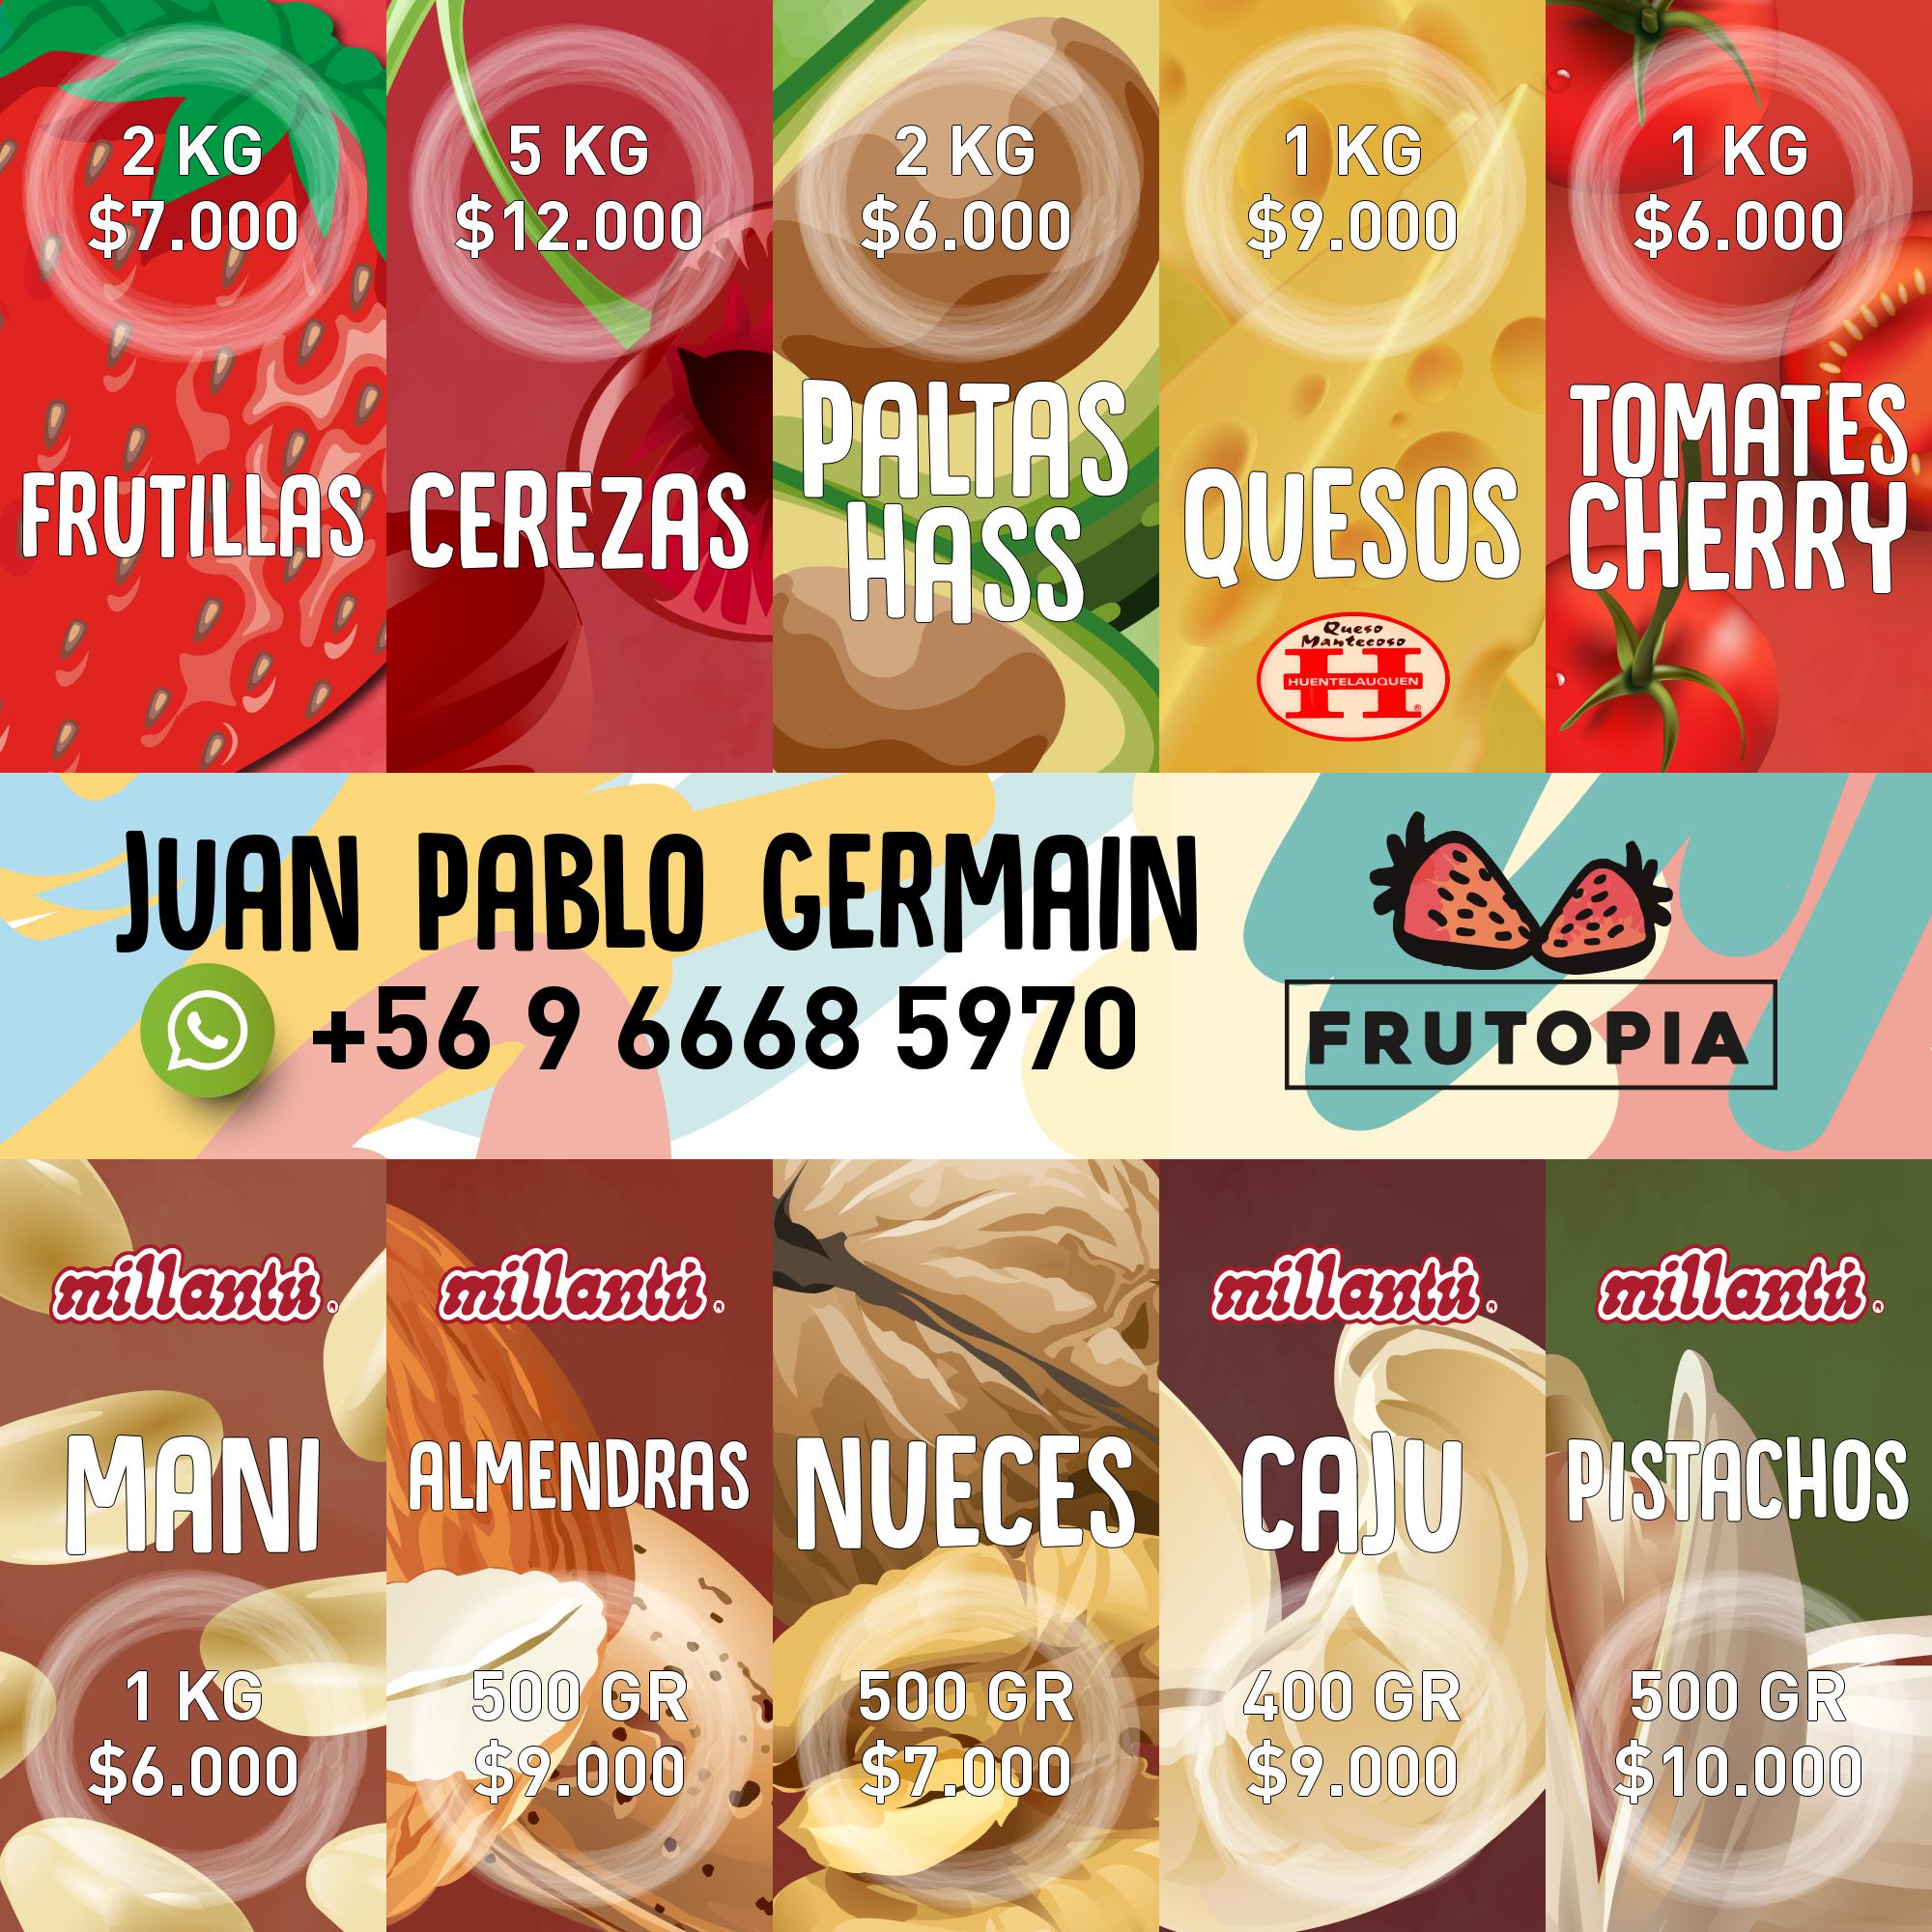 2 KG
$7.000
FRUTILLAS
5 KG
$12.000
CEREZAS
2 KG
$6.000
PALTAS
HASS
1 KG
$9.000
QUESOS
Queso
Mantecoso
H
HUENTELAUQUEN
®
1 KG
$6.000
TOMATES
CHERRY
JUAN PABLO GERMAIN
+56 9 6668 5970
FRUTOPIA
millantú®
MANI
1 KG
$6.000
millantú®
ALMENDRAS
500 GR
$9.000
NUECES
500 GR
$7.000
millantú®
CAJU
400 GR
$9.000
millantú®
PISTACHOS
500 GR
$10.000